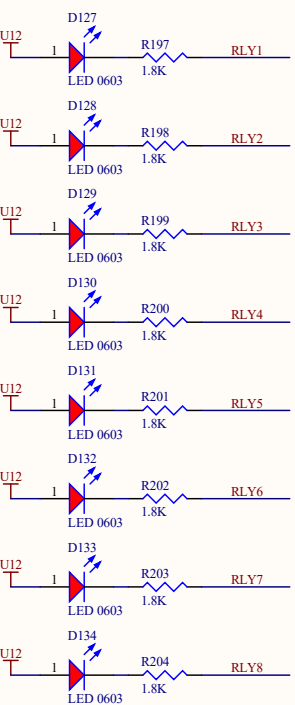 D127
U12
R197
RLY1
1
1.8K
LED 0603
D128
U12
R198
RLY2
1
1.8K
LED 0603
D129
U12
R199
RLY3
1
1.8K
LED 0603
D130
U12
R200
RLY4
1
1.8K
LED 0603
D131
U12
R201
RLY5
1
1.8K
LED 0603
D132
U12
R202
RLY6
1
1.8K
LED 0603
D133
U12
R203
RLY7
1
1.8K
LED 0603
D134
U12
R204
RLY8
1
1.8K
LED 0603